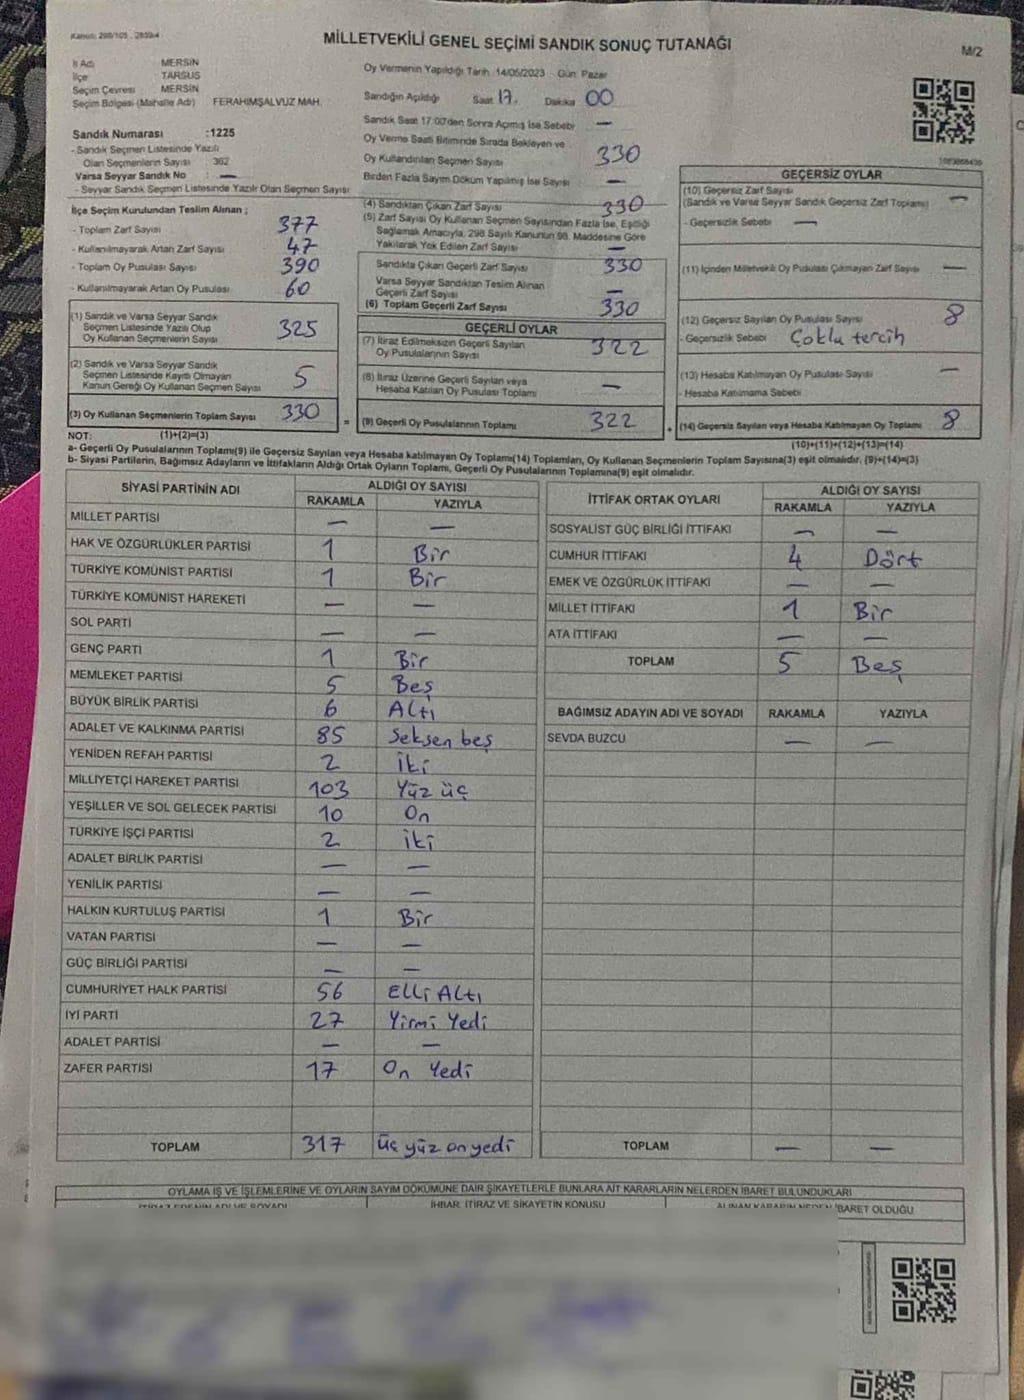 Kanun: 298/105 , 2839/4
MİLLETVEKİLİ GENEL SEÇİMİ SANDIK SONUÇ TUTANAĞI
M/2
İl Adı MERSİN
İlçe TARSUS
Seçim Çevresi MERSİN
Seçim Bölgesi (Mahalle Adı) FERAHİMŞALVUZ MAH.
Sandık Numarası :1225
- Sandık Seçmen Listesinde Yazılı
Olan Seçmenlerin Sayısı 362
Varsa Seyyar Sandık No : —
- Seyyar Sandık Seçmen Listesinde Yazılı Olan Seçmen Sayısı
Oy Vermenin Yapıldığı Tarih :14/05/2023 Gün: Pazar
Sandığın Açıldığı Saat 17. Dakika 00
Sandık Saat 17:00'den Sonra Açılmış İse Sebebi —
Oy Verme Saati Bitiminde Sırada Bekleyen ve
Oy Kullandırılan Seçmen Sayısı 330
Birden Fazla Sayım Döküm Yapılmış İse Sayısı —
İlçe Seçim Kurulundan Teslim Alınan ;
- Toplam Zarf Sayısı 377
- Kullanılmayarak Artan Zarf Sayısı 47
- Toplam Oy Pusulası Sayısı 390
- Kullanılmayarak Artan Oy Pusulası 60
(1) Sandık ve Varsa Seyyar Sandık
Seçmen Listesinde Yazılı Olup
Oy Kullanan Seçmenlerin Sayısı 325
(2) Sandık ve Varsa Seyyar Sandık
Seçmen Listesinde Kayıtlı Olmayan
Kanun Gereği Oy Kullanan Seçmen Sayısı 5
(3) Oy Kullanan Seçmenlerin Toplam Sayısı 330
(1)+(2)=(3)
(4) Sandıktan Çıkan Zarf Sayısı 330
(5) Zarf Sayısı Oy Kullanan Seçmen Sayısından Fazla İse, Eşitliği
Sağlamak Amacıyla, 298 Sayılı Kanunun 98. Maddesine Göre
Yakılarak Yok Edilen Zarf Sayısı —
Sandıkta Çıkan Geçerli Zarf Sayısı 330
Varsa Seyyar Sandıktan Teslim Alınan
Geçerli Zarf Sayısı —
(6) Toplam Geçerli Zarf Sayısı 330
GEÇERLİ OYLAR
(7) İtiraz Edilmeksizin Geçerli Sayılan
Oy Pusulalarının Sayısı 322
(8) İtiraz Üzerine Geçerli Sayılan veya
Hesaba Katılan Oy Pusulası Toplamı —
= (9) Geçerli Oy Pusulalarının Toplamı 322
GEÇERSİZ OYLAR
(10) Geçersiz Zarf Sayısı
(Sandık ve Varsa Seyyar Sandık Geçersiz Zarf Toplamı) —
- Geçersizlik Sebebi —
(11) İçinden Milletvekili Oy Pusulası Çıkmayan Zarf Sayısı —
(12) Geçersiz Sayılan Oy Pusulası Sayısı 8
- Geçersizlik Sebebi Çoklu tercih
(13) Hesaba Katılmayan Oy Pusulası Sayısı —
- Hesaba Katılmama Sebebi
+ (14) Geçersiz Sayılan veya Hesaba Katılmayan Oy Toplamı 8
(10)+(11)+(12)+(13)=(14)
NOT:
a- Geçerli Oy Pusulalarının Toplamı(9) ile Geçersiz Sayılan veya Hesaba katılmayan Oy Toplamı(14) Toplamları, Oy Kullanan Seçmenlerin Toplam Sayısına(3) eşit olmalıdır. (9)+(14)=(3)
b- Siyasi Partilerin, Bağımsız Adayların ve İttifakların Aldığı Ortak Oyların Toplamı, Geçerli Oy Pusulalarının Toplamına(9) eşit olmalıdır.
SİYASİ PARTİNİN ADI ALDIĞI OY SAYISI
RAKAMLA YAZIYLA
MİLLET PARTİSİ — —
HAK VE ÖZGÜRLÜKLER PARTİSİ 1 Bir
TÜRKİYE KOMÜNİST PARTİSİ 1 Bir
TÜRKİYE KOMÜNİST HAREKETİ — —
SOL PARTİ — —
GENÇ PARTİ 1 Bir
MEMLEKET PARTİSİ 5 Beş
BÜYÜK BİRLİK PARTİSİ 6 Altı
ADALET VE KALKINMA PARTİSİ 85 Seksen beş
YENİDEN REFAH PARTİSİ 2 İki
MİLLİYETÇİ HAREKET PARTİSİ 103 Yüz üç
YEŞİLLER VE SOL GELECEK PARTİSİ 10 On
TÜRKİYE İŞÇİ PARTİSİ 2 iki
ADALET BİRLİK PARTİSİ — —
YENİLİK PARTİSİ — —
HALKIN KURTULUŞ PARTİSİ 1 Bir
VATAN PARTİSİ — —
GÜÇ BİRLİĞİ PARTİSİ — —
CUMHURİYET HALK PARTİSİ 56 Elli Altı
İYİ PARTİ 27 Yirmi Yedi
ADALET PARTİSİ — —
ZAFER PARTİSİ 17 On Yedi
TOPLAM 317 Üç yüz on yedi
İTTİFAK ORTAK OYLARI ALDIĞI OY SAYISI
RAKAMLA YAZIYLA
SOSYALİST GÜÇ BİRLİĞİ İTTİFAKI — —
CUMHUR İTTİFAKI 4 Dört
EMEK VE ÖZGÜRLÜK İTTİFAKI — —
MİLLET İTTİFAKI 1 Bir
ATA İTTİFAKI — —
TOPLAM 5 Beş
BAĞIMSIZ ADAYIN ADI VE SOYADI RAKAMLA YAZIYLA
SEVDA BUZCU — —
TOPLAM — —
OYLAMA İŞ VE İŞLEMLERİNE VE OYLARIN SAYIM DÖKÜMÜNE DAİR ŞİKAYETLERLE BUNLARA AİT KARARLARIN NELERDEN İBARET BULUNDUKLARI
İHBAR, İTİRAZ VE ŞİKAYETİN KONUSU
İBARET OLDUĞU